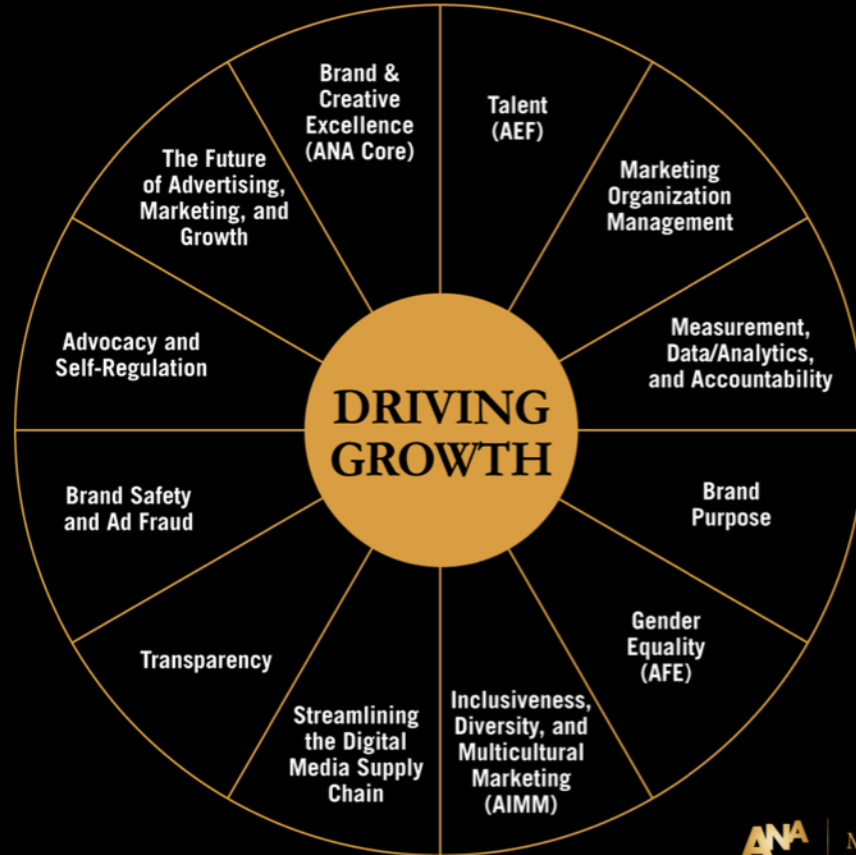 Brand &
Creative
Excellence
(ANA Core)
Talent
(AEF)
Marketing
Organization
Management
Measurement,
Data/Analytics,
and Accountability
Brand
Purpose
Gender
Equality
(AFE)
Inclusiveness,
Diversity, and
Multicultural
Marketing
(AIMM)
Streamlining
the Digital
Media Supply
Chain
Transparency
Brand Safety
and Ad Fraud
Advocacy and
Self-Regulation
The Future
of Advertising,
Marketing, and
Growth
DRIVING
GROWTH
ANA
M